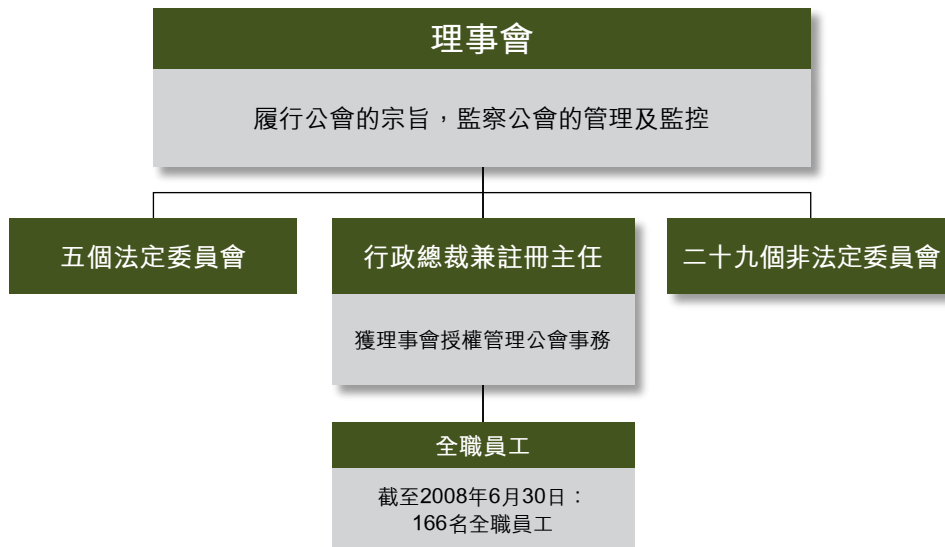 理事會
履行公會的宗旨，監察公會的管理及監控
五個法定委員會
行政總裁兼註冊主任
二十九個非法定委員會
獲理事會授權管理公會事務
全職員工
截至2008年6月30日：
166名全職員工